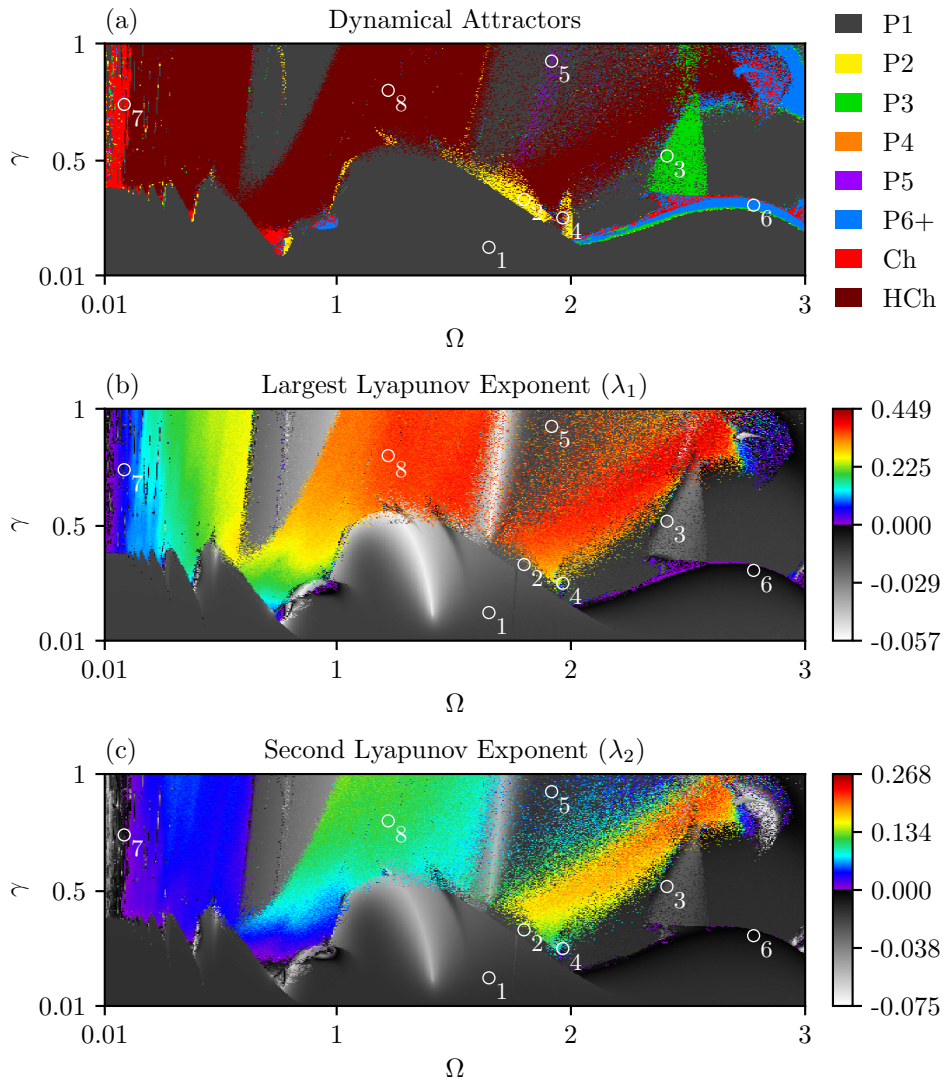 (a) Dynamical Attractors
1
0.5
0.01
γ
0.01 1 2 3
Ω
7 8 5 3 2 4 6 1
P1
P2
P3
P4
P5
P6+
Ch
HCh
(b) Largest Lyapunov Exponent (λ1)
1
0.5
0.01
γ
0.01 1 2 3
Ω
7 8 5 3 2 4 6 1
0.449
0.225
0.000
-0.029
-0.057
(c) Second Lyapunov Exponent (λ2)
1
0.5
0.01
γ
0.01 1 2 3
Ω
7 8 5 3 2 4 6 1
0.268
0.134
0.000
-0.038
-0.075